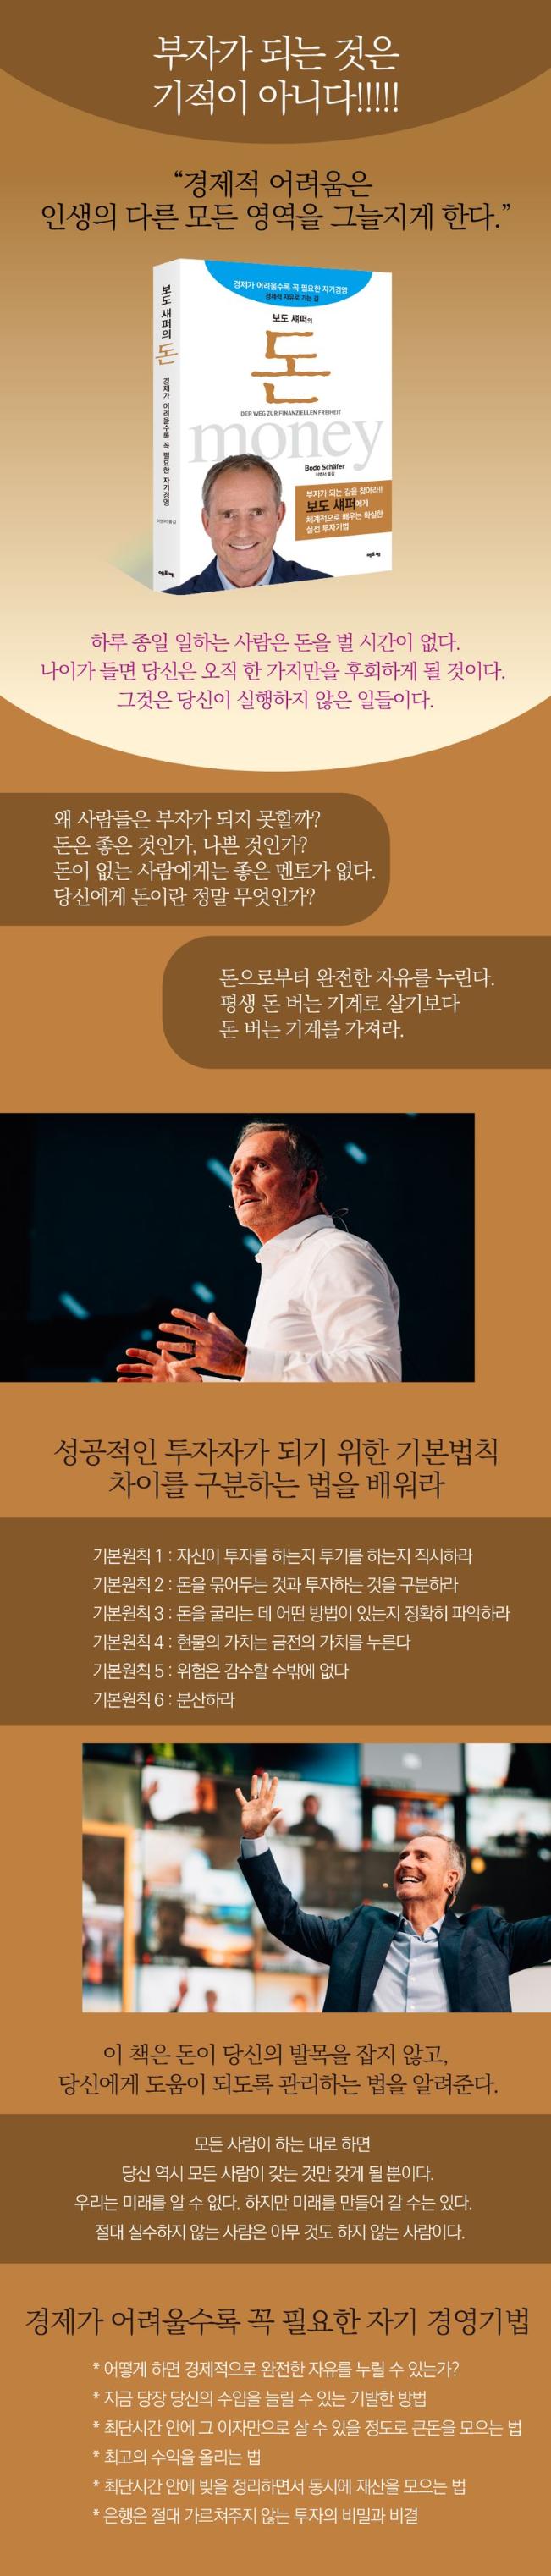 부자가 되는 것은
기적이 아니다!!!!!
“경제적 어려움은
인생의 다른 모든 영역을 그늘지게 한다.”
보도 섀퍼의 돈 경제가 어려울수록 꼭 필요한 자기경영
이병서 옮김
에포케
경제가 어려울수록 꼭 필요한 자기경영
경제적 자유로 가는 길
보도 섀퍼의
돈
DER WEG ZUR FINANZIELLEN FREIHEIT
money
Bodo Schäfer
이병서 옮김
부자가 되는 길을 찾아라!!
보도 섀퍼에게
체계적으로 배우는 확실한
실전 투자기법
에포케
하루 종일 일하는 사람은 돈을 벌 시간이 없다.
나이가 들면 당신은 오직 한 가지만을 후회하게 될 것이다.
그것은 당신이 실행하지 않은 일들이다.
왜 사람들은 부자가 되지 못할까?
돈은 좋은 것인가, 나쁜 것인가?
돈이 없는 사람에게는 좋은 멘토가 없다.
당신에게 돈이란 정말 무엇인가?
돈으로부터 완전한 자유를 누린다.
평생 돈 버는 기계로 살기보다
돈 버는 기계를 가져라.
성공적인 투자자가 되기 위한 기본법칙
차이를 구분하는 법을 배워라
기본원칙 1 : 자신이 투자를 하는지 투기를 하는지 직시하라
기본원칙 2 : 돈을 묶어두는 것과 투자하는 것을 구분하라
기본원칙 3 : 돈을 굴리는 데 어떤 방법이 있는지 정확히 파악하라
기본원칙 4 : 현물의 가치는 금전의 가치를 누른다
기본원칙 5 : 위험은 감수할 수밖에 없다
기본원칙 6 : 분산하라
이 책은 돈이 당신의 발목을 잡지 않고,
당신에게 도움이 되도록 관리하는 법을 알려준다.
모든 사람이 하는 대로 하면
당신 역시 모든 사람이 갖는 것만 갖게 될 뿐이다.
우리는 미래를 알 수 없다. 하지만 미래를 만들어 갈 수는 있다.
절대 실수하지 않는 사람은 아무 것도 하지 않는 사람이다.
경제가 어려울수록 꼭 필요한 자기 경영기법
* 어떻게 하면 경제적으로 완전한 자유를 누릴 수 있는가?
* 지금 당장 당신의 수입을 늘릴 수 있는 기발한 방법
* 최단시간 안에 그 이자만으로 살 수 있을 정도로 큰돈을 모으는 법
* 최고의 수익을 올리는 법
* 최단시간 안에 빚을 정리하면서 동시에 재산을 모으는 법
* 은행은 절대 가르쳐주지 않는 투자의 비밀과 비결